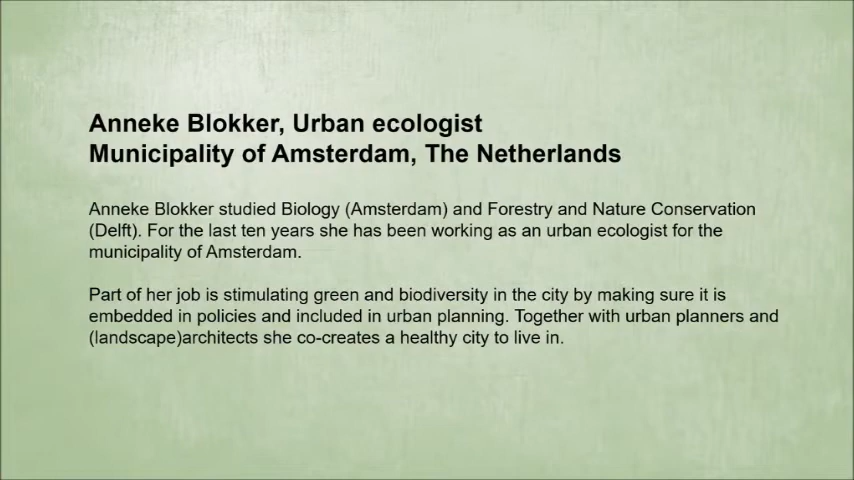 Anneke Blokker, Urban ecologist
Municipality of Amsterdam, The Netherlands
Anneke Blokker studied Biology (Amsterdam) and Forestry and Nature Conservation
(Delft). For the last ten years she has been working as an urban ecologist for the
municipality of Amsterdam.
Part of her job is stimulating green and biodiversity in the city by making sure it is
embedded in policies and included in urban planning. Together with urban planners and
(landscape)architects she co-creates a healthy city to live in.